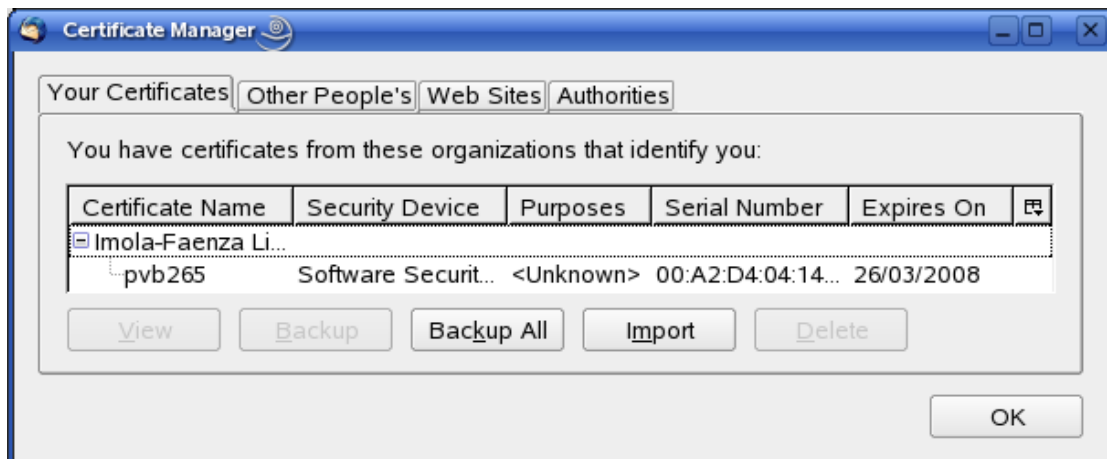 Certificate Manager
Your Certificates Other People's Web Sites Authorities
You have certificates from these organizations that identify you:
Certificate Name Security Device Purposes Serial Number Expires On
Imola-Faenza Li...
pvb265 Software Securit... <Unknown> 00:A2:D4:04:14... 26/03/2008
View Backup Backup All Import Delete
OK